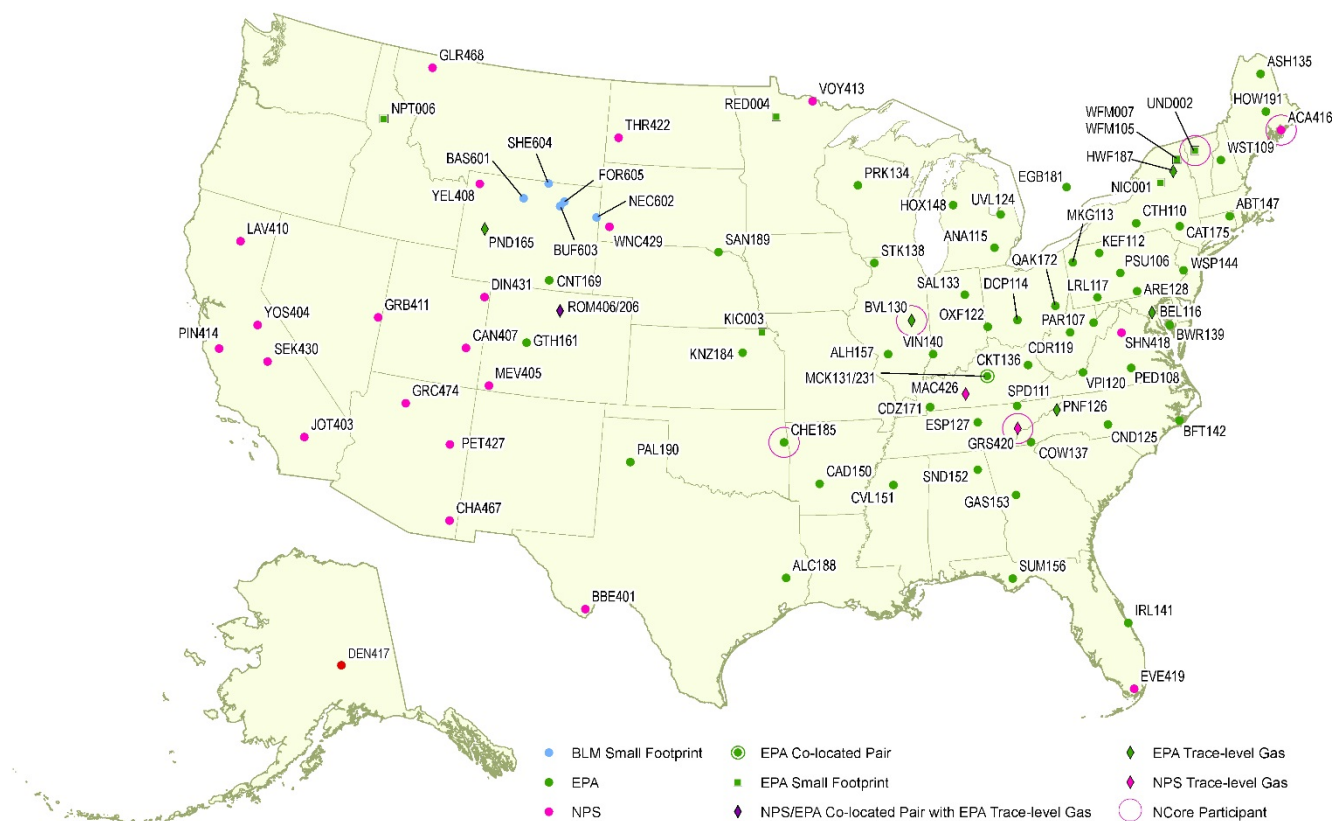 GLR468
ASH135
NPT006
RED004
VOY413
WFM007
UND002
HOW191
ACA416
WFM105
THR422
HWF187
WST109
SHE604
BAS601
FOR605
PRK134
EGB181
NIC001
YEL408
NEC602
HOX148
UVL124
MKG113
CTH110
ABT147
LAV410
PND165
WNC429
BUF603
SAN189
ANA115
CAT175
STK138
QAK172
KEF112
PSU106
WSP144
CNT169
DIN431
SAL133
DCP114
LRL117
ARE128
YOS404
GRB411
ROM406/206
BVL130
OXF122
PAR107
BEL116
PIN414
KIC003
SEK430
CAN407
GTH161
KNZ184
ALH157
VIN140
CDR119
SHN418
BWR139
CKT136
MEV405
MCK131/231
VPI120
PED108
GRC474
MAC426
SPD111
CDZ171
PNF126
JOT403
PET427
PAL190
CHE185
ESP127
GRS420
CND125
BFT142
COW137
CAD150
CVL151
SND152
GAS153
CHA467
ALC188
SUM156
BBE401
IRL141
DEN417
EVE419
BLM Small Footprint
EPA Co-located Pair
EPA Trace-level Gas
EPA
EPA Small Footprint
NPS Trace-level Gas
NPS
NPS/EPA Co-located Pair with EPA Trace-level Gas
NCore Participant